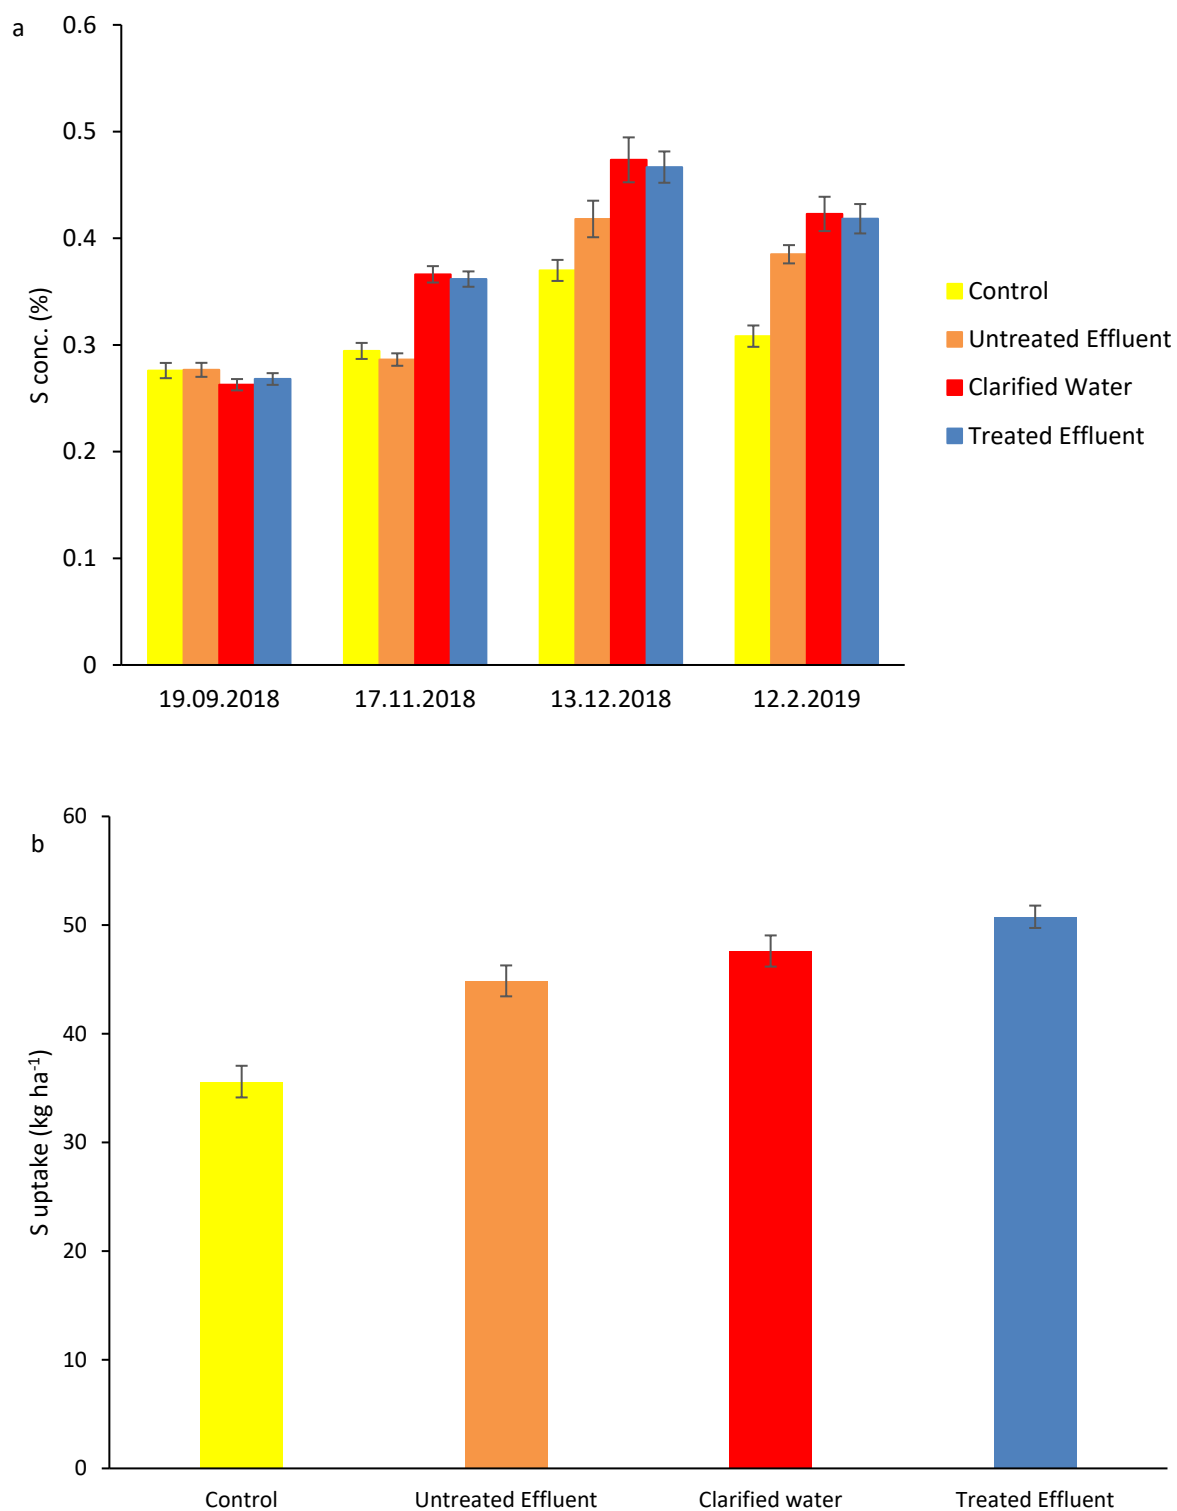 a
0.6
0.5
0.4
0.3
0.2
0.1
0
S conc. (%)
19.09.2018 17.11.2018 13.12.2018 12.2.2019
Control
Untreated Effluent
Clarified Water
Treated Effluent
b
60
50
40
30
20
10
0
S uptake (kg ha⁻¹)
Control Untreated Effluent Clarified water Treated Effluent